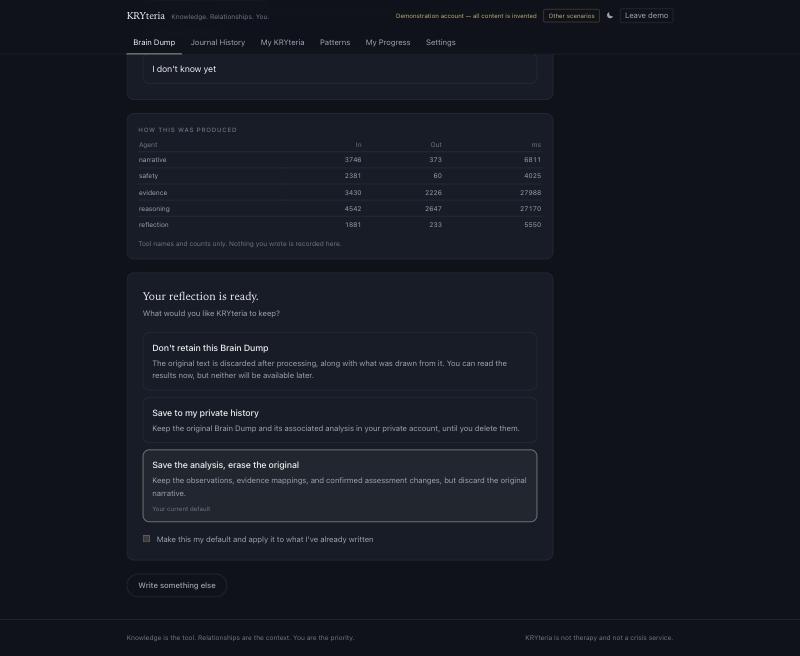 KRYteria Knowledge. Relationships. You. Demonstration account — all content is invented Other scenarios Leave demo
Brain Dump Journal History My KRYteria Patterns My Progress Settings
I don't know yet
HOW THIS WAS PRODUCED
Agent In Out ms
narrative 3746 373 6811
safety 2381 60 4025
evidence 3430 2226 27988
reasoning 4542 2647 27170
reflection 1881 233 5550
Tool names and counts only. Nothing you wrote is recorded here.
Your reflection is ready.
What would you like KRYteria to keep?
Don't retain this Brain Dump
The original text is discarded after processing, along with what was drawn from it. You can read the
results now, but neither will be available later.
Save to my private history
Keep the original Brain Dump and its associated analysis in your private account, until you delete them.
Save the analysis, erase the original
Keep the observations, evidence mappings, and confirmed assessment changes, but discard the original
narrative.
Your current default
Make this my default and apply it to what I've already written
Write something else
Knowledge is the tool. Relationships are the context. You are the priority. KRYteria is not therapy and not a crisis service.